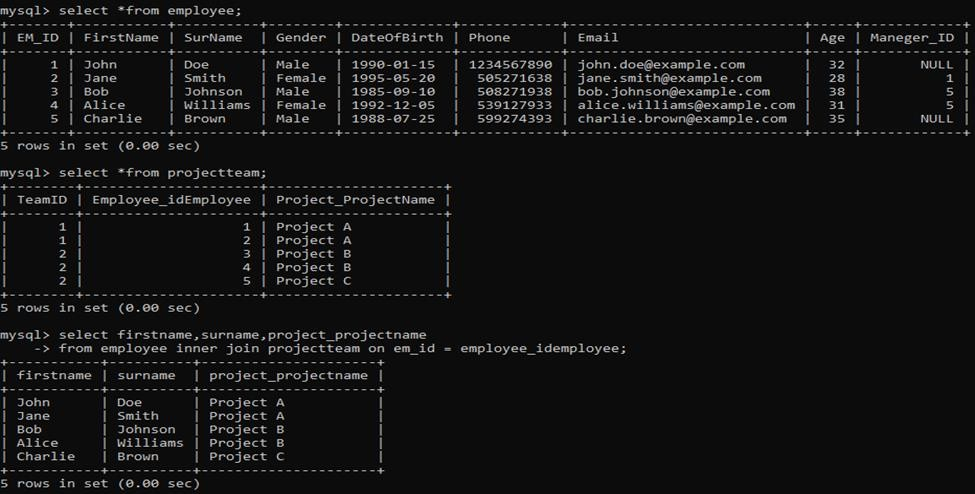 mysql> select *from employee;
+-------+-----------+----------+--------+-------------+------------+----------------------------+------+------------+
| EM_ID | FirstName | SurName | Gender | DateOfBirth | Phone | Email | Age | Maneger_ID |
+-------+-----------+----------+--------+-------------+------------+----------------------------+------+------------+
| 1 | John | Doe | Male | 1990-01-15 | 1234567890 | john.doe@example.com | 32 | NULL |
| 2 | Jane | Smith | Female | 1995-05-20 | 505271638 | jane.smith@example.com | 28 | 1 |
| 3 | Bob | Johnson | Male | 1985-09-10 | 508271938 | bob.johnson@example.com | 38 | 5 |
| 4 | Alice | Williams | Female | 1992-12-05 | 539127933 | alice.williams@example.com | 31 | 5 |
| 5 | Charlie | Brown | Male | 1988-07-25 | 599274393 | charlie.brown@example.com | 35 | NULL |
+-------+-----------+----------+--------+-------------+------------+----------------------------+------+------------+
5 rows in set (0.00 sec)
mysql> select *from projectteam;
+--------+---------------------+---------------------+
| TeamID | Employee_idEmployee | Project_ProjectName |
+--------+---------------------+---------------------+
| 1 | 1 | Project A |
| 1 | 2 | Project A |
| 2 | 3 | Project B |
| 2 | 4 | Project B |
| 2 | 5 | Project C |
+--------+---------------------+---------------------+
5 rows in set (0.00 sec)
mysql> select firstname,surname,project_projectname
-> from employee inner join projectteam on em_id = employee_idemployee;
+-----------+----------+---------------------+
| firstname | surname | project_projectname |
+-----------+----------+---------------------+
| John | Doe | Project A |
| Jane | Smith | Project A |
| Bob | Johnson | Project B |
| Alice | Williams | Project B |
| Charlie | Brown | Project C |
+-----------+----------+---------------------+
5 rows in set (0.00 sec)